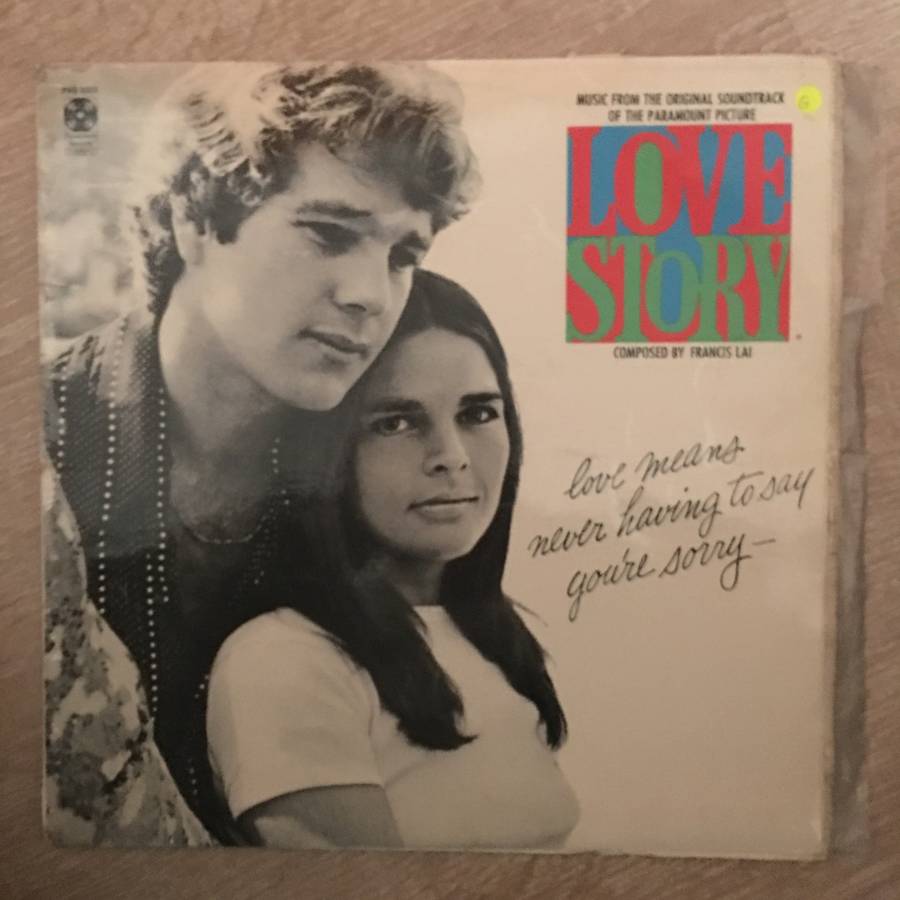 MUSIC FROM THE ORIGINAL SOUNDTRACK
OF THE PARAMOUNT PICTURE
LOVE
STORY
COMPOSED BY FRANCIS LAI
love means
never having to say
you're sorry—